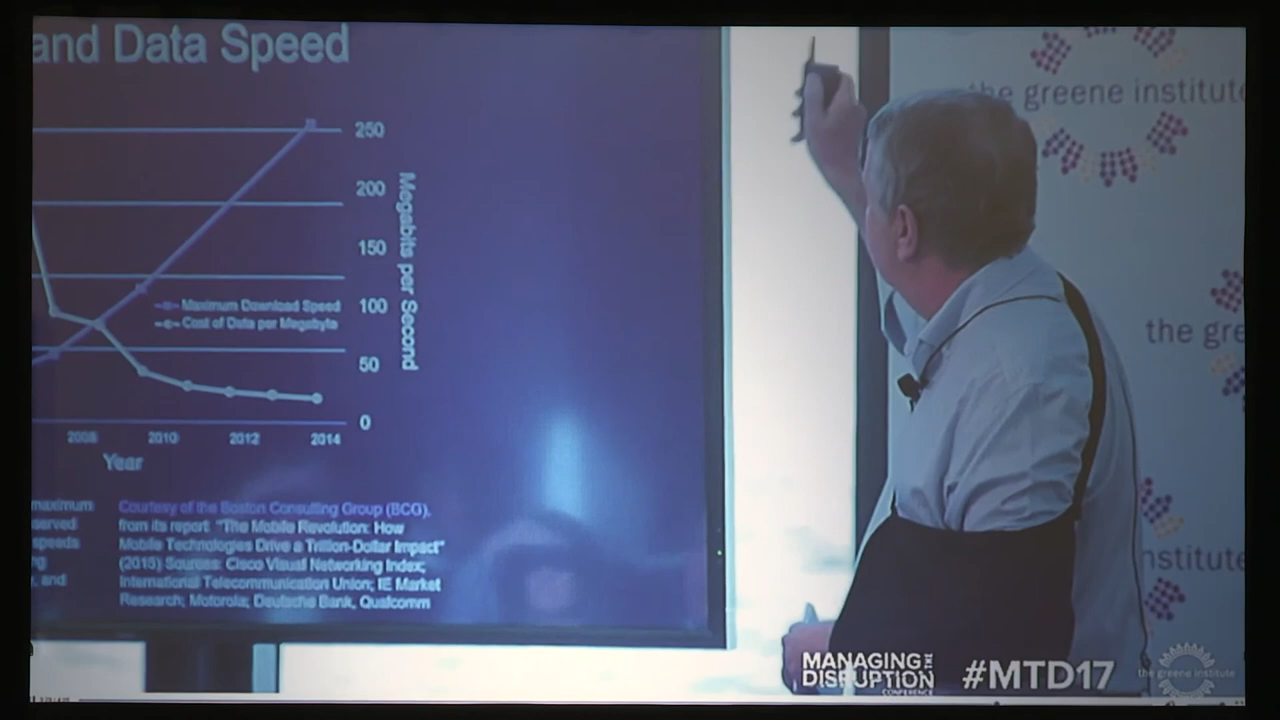 and Data Speed
250
200
150
100
50
0
Megabits per Second
Maximum Download Speed
Cost of Data per Megabyte
2008
2010
2012
2014
Year
maximum
speeds
and
Courtesy of the Boston Consulting Group (BCG),
from its report "The Mobile Revolution: How
Mobile Technologies Drive a Trillion-Dollar Impact"
(2015) Sources: Cisco Visual Networking Index;
International Telecommunication Union; IE Market
Research; Motorola; Deutsche Bank, Qualcomm
the greene institute
the gre
institute
MANAGING THE
DISRUPTION
CONFERENCE
#MTD17
the greene institute